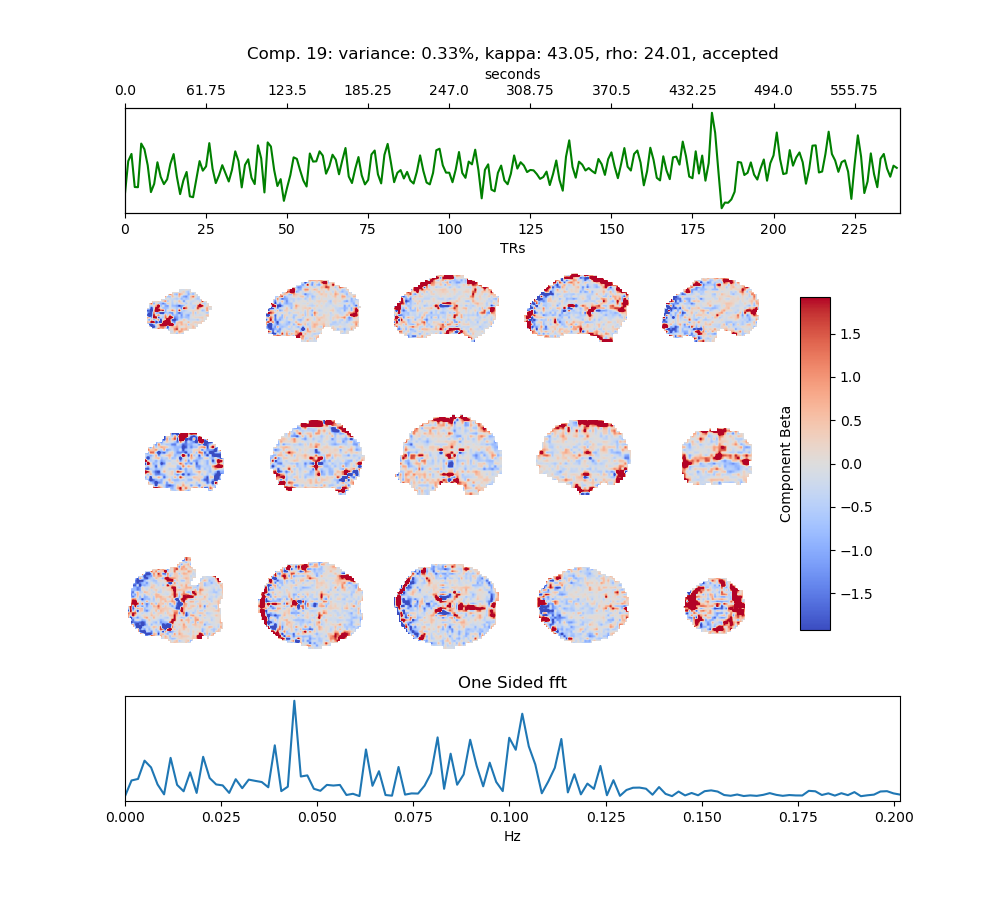 Comp. 19: variance: 0.33%, kappa: 43.05, rho: 24.01, accepted
seconds
0.0 61.75 123.5 185.25 247.0 308.75 370.5 432.25 494.0 555.75
0 25 50 75 100 125 150 175 200 225
TRs
1.5
1.0
0.5
0.0
−0.5
−1.0
−1.5
Component Beta
One Sided fft
0.000 0.025 0.050 0.075 0.100 0.125 0.150 0.175 0.200
Hz